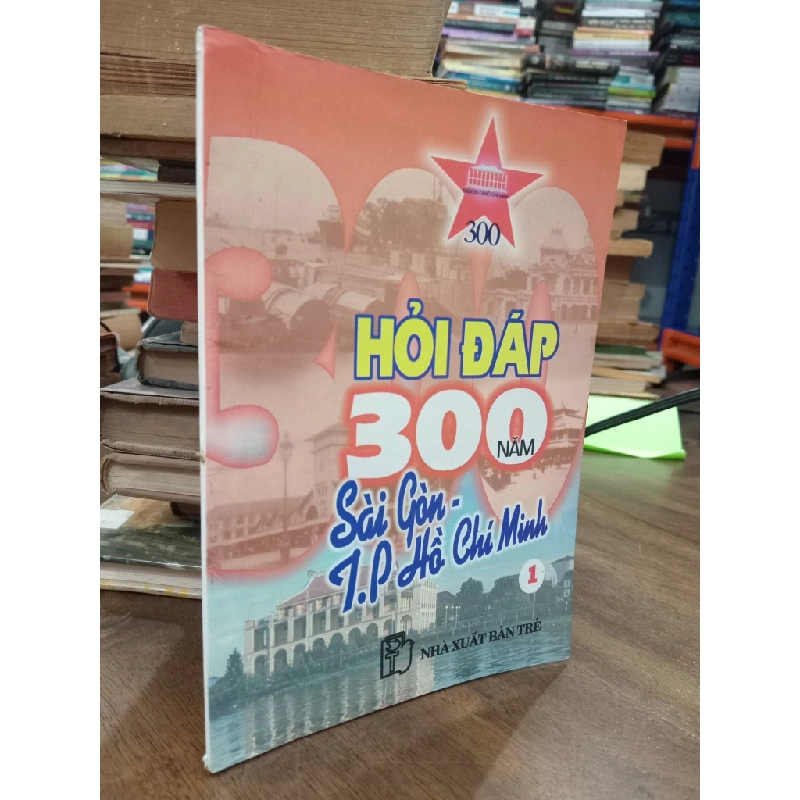 300
HỎI ĐÁP
300
NĂM
Sài Gòn -
T.P Hồ Chí Minh
1
NHÀ XUẤT BẢN TRẺ